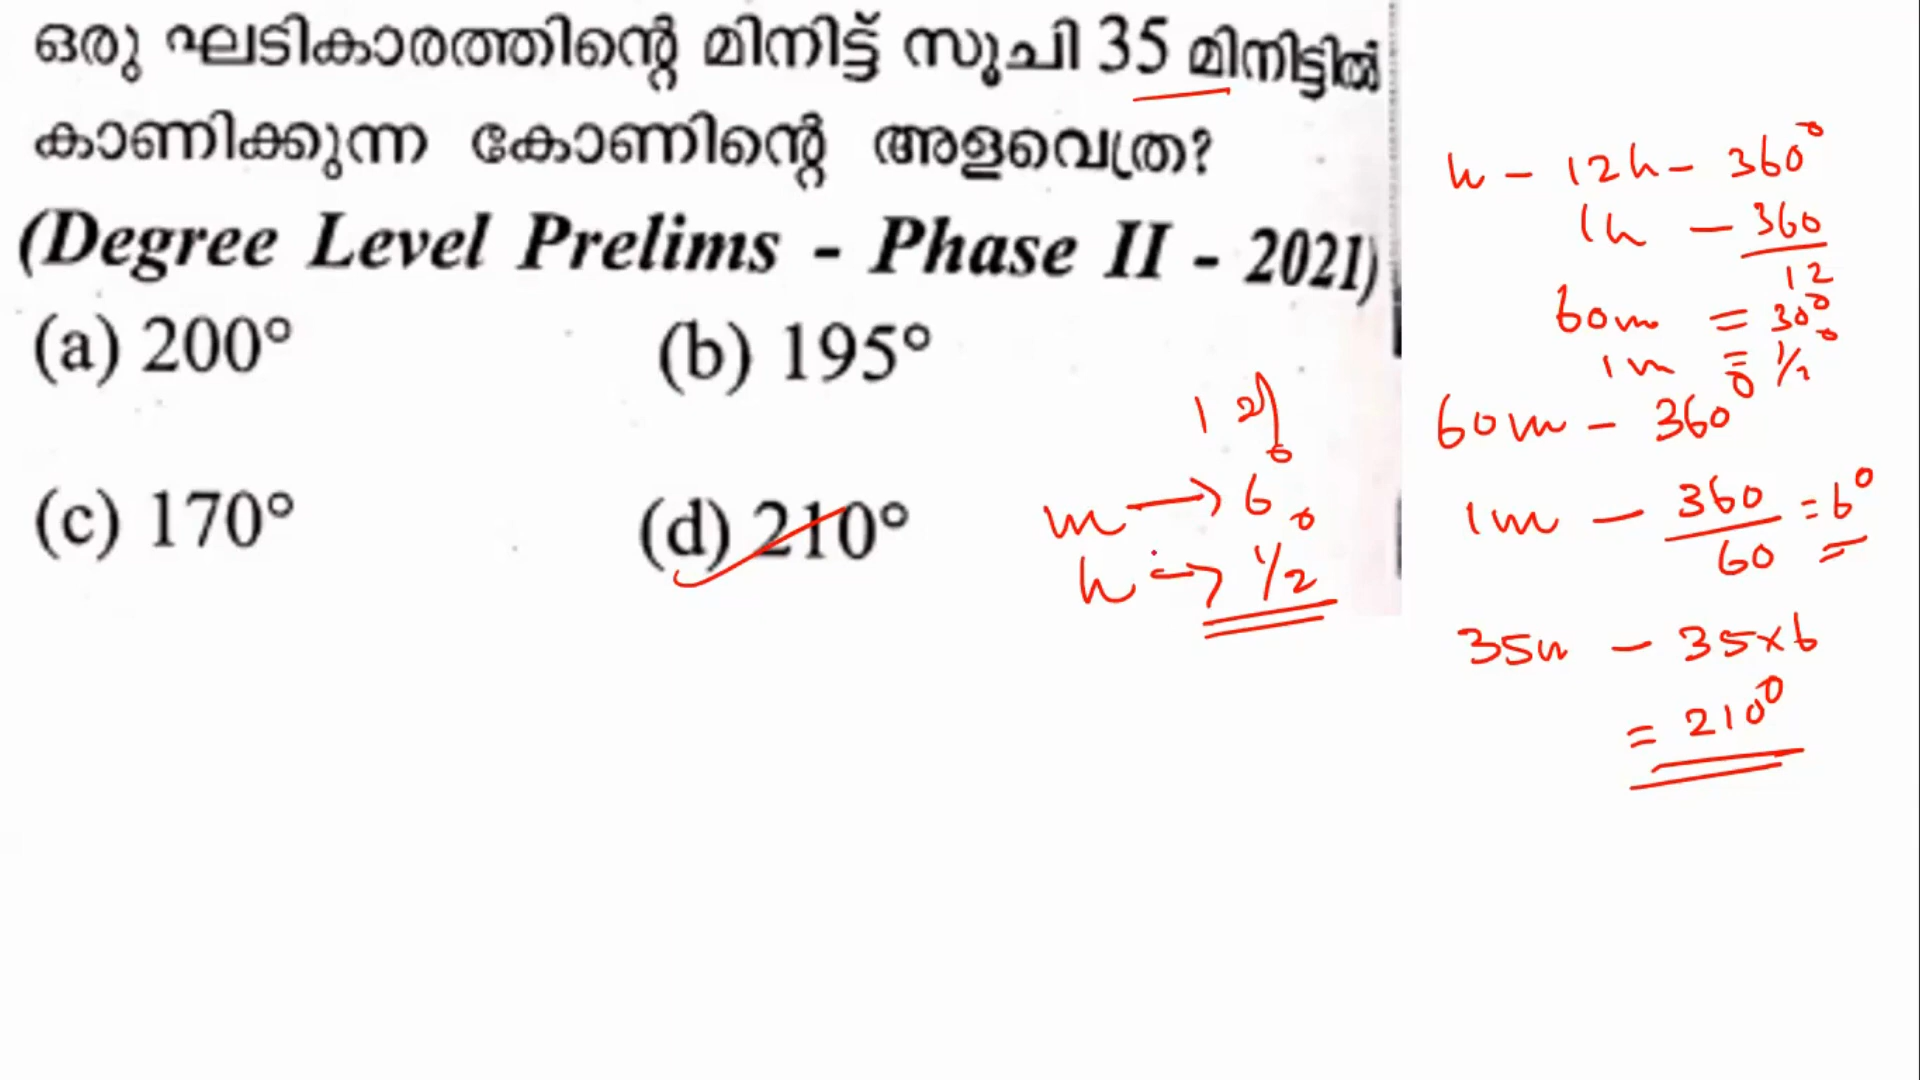 ഒരു ഘടികാരത്തിന്റെ മിനിട്ട് സൂചി 35 മിനിട്ടിൽ
കാണിക്കുന്ന കോണിന്റെ അളവെത്ര?
(Degree Level Prelims - Phase II - 2021)
(a) 200°
(b) 195°
(c) 170°
(d) 210°
m → 6°
h → 1/2
h - 12h - 360°
1h - 360/12
60m = 30°
1m = 1/2°
60m - 360°
1m - 360/60 = 6°
35m - 35×6
= 210°